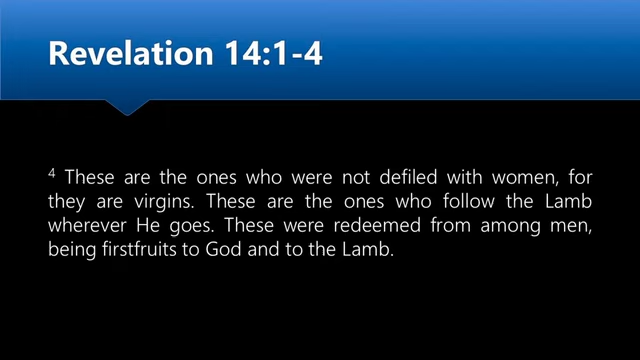 Revelation 14:1-4
⁴ These are the ones who were not defiled with women, for
they are virgins. These are the ones who follow the Lamb
wherever He goes. These were redeemed from among men,
being firstfruits to God and to the Lamb.